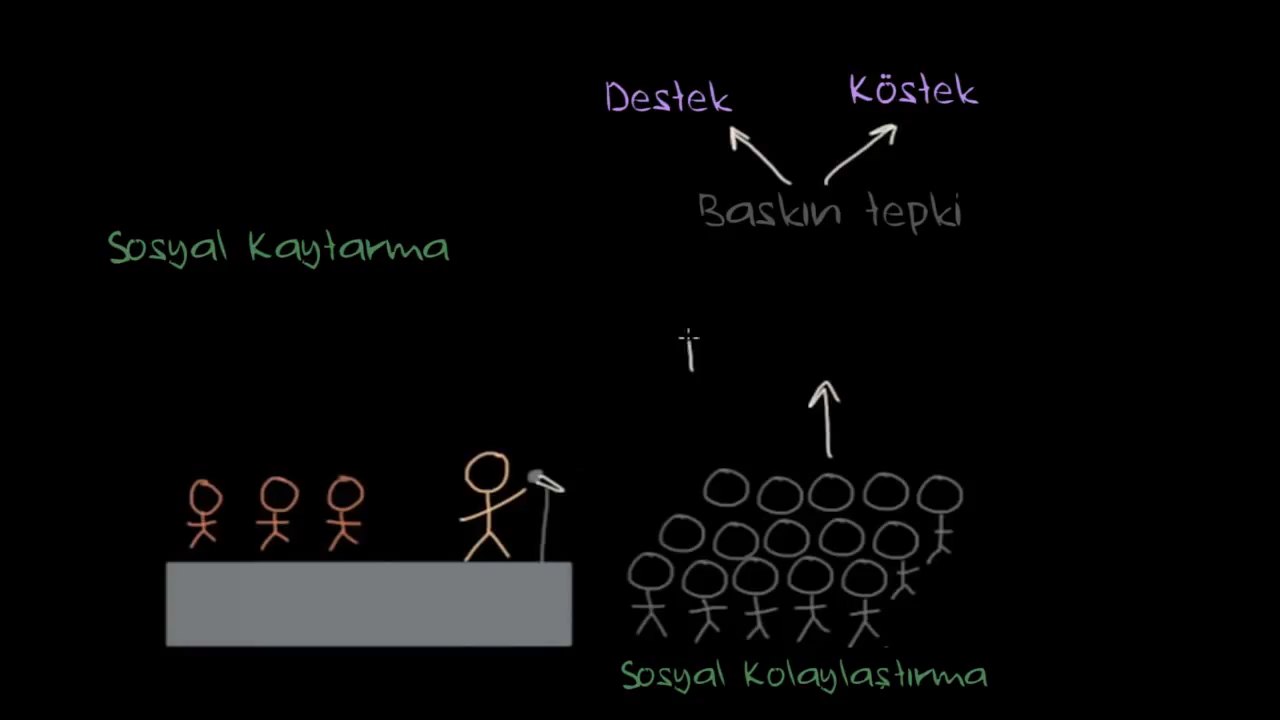 Destek
Köstek
Baskın tepki
Sosyal Kaytarma
Sosyal Kolaylaştırma